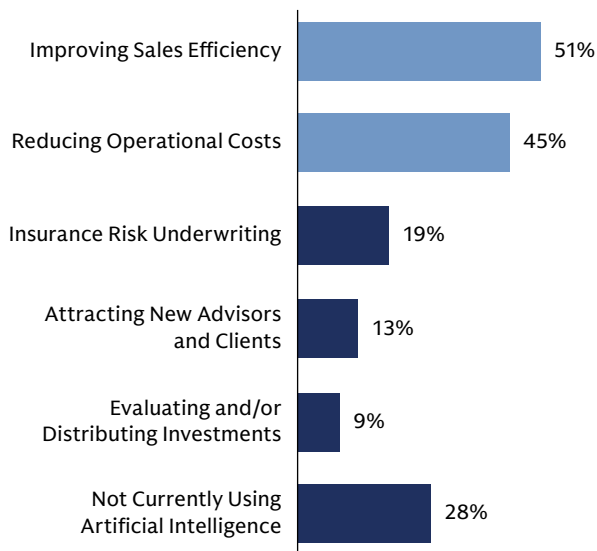 Improving Sales Efficiency
51%
Reducing Operational Costs
45%
Insurance Risk Underwriting
19%
Attracting New Advisors
and Clients
13%
Evaluating and/or
Distributing Investments
9%
Not Currently Using
Artificial Intelligence
28%